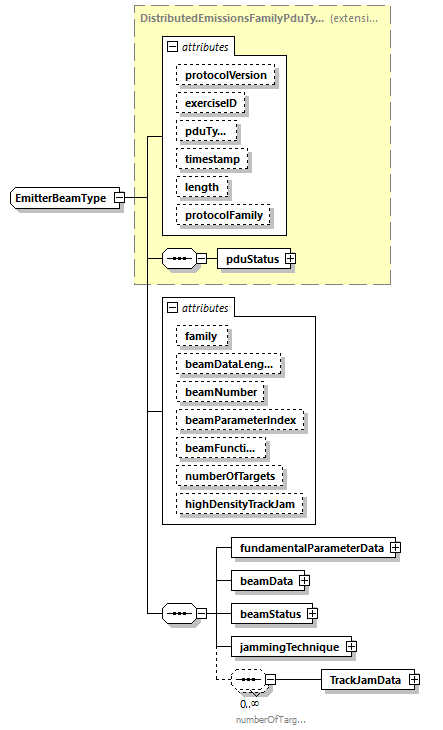 DistributedEmissionsFamilyPduTy... (extensi...
attributes
protocolVersion
exerciseID
pduTy...
timestamp
length
protocolFamily
EmitterBeamType
pduStatus
attributes
family
beamDataLeng...
beamNumber
beamParameterIndex
beamFuncti...
numberOfTargets
highDensityTrackJam
fundamentalParameterData
beamData
beamStatus
jammingTechnique
TrackJamData
0..∞
numberOfTarg...